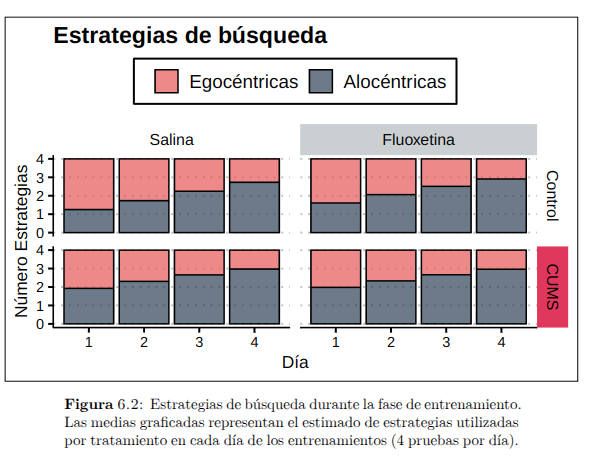 Estrategias de búsqueda
Egocéntricas Alocéntricas
Salina Fluoxetina
Número Estrategias
4
3
2
1
0
Control
4
3
2
1
0
CUMS
1 2 3 4 1 2 3 4
Día
Figura 6.2: Estrategias de búsqueda durante la fase de entrenamiento.
Las medias graficadas representan el estimado de estrategias utilizadas
por tratamiento en cada día de los entrenamientos (4 pruebas por día).